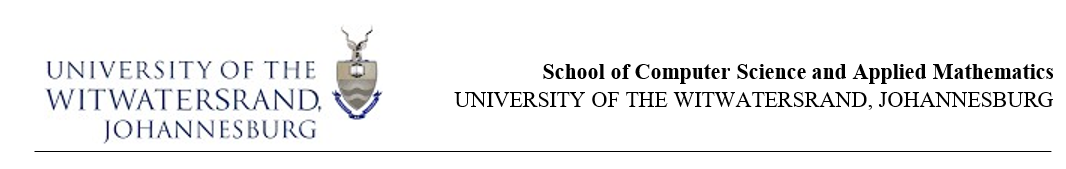 UNIVERSITY OF THE
WITWATERSRAND,
JOHANNESBURG
School of Computer Science and Applied Mathematics
UNIVERSITY OF THE WITWATERSRAND, JOHANNESBURG